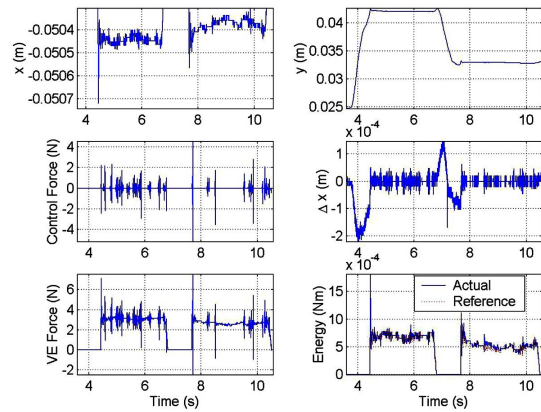 -0.0504
-0.0505
-0.0506
-0.0507
x (m)
4 6 8 10
0.04
0.035
0.03
0.025
y (m)
4 6 8 10
4
2
0
-2
-4
Control Force (N)
4 6 8 10
x 10-4
1
0
-1
-2
Δ x (m)
4 6 8 10
6
4
2
0
-2
VE Force (N)
4 6 8 10
Time (s)
x 10-4
15
10
5
0
Energy (Nm)
Actual
Reference
4 6 8 10
Time (s)